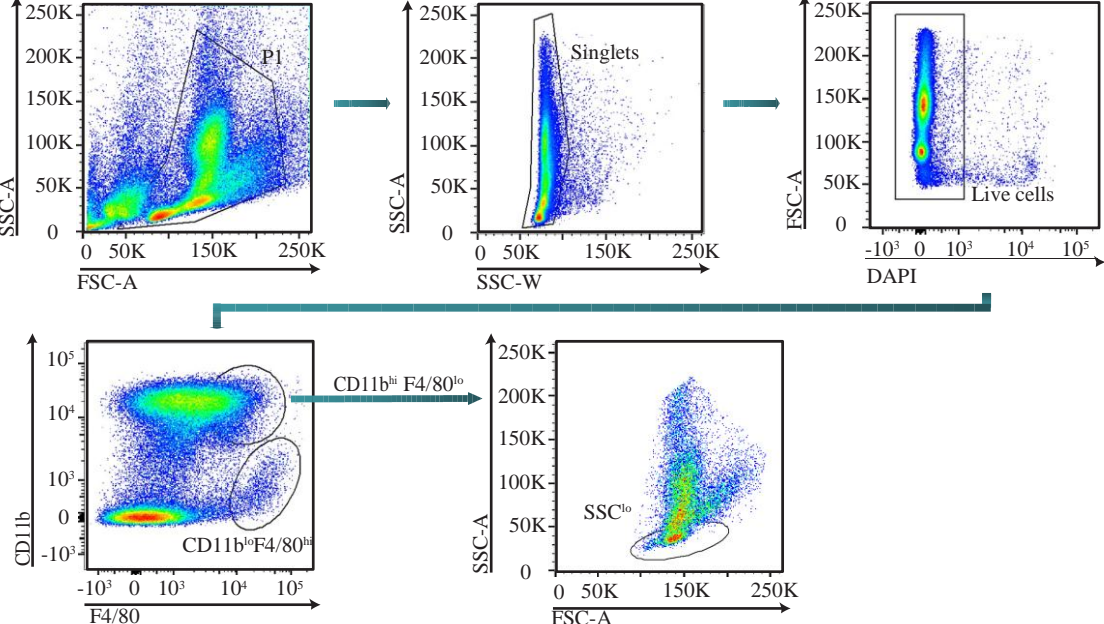 250K
200K
150K
100K
50K
0
SSC-A
P1
0 50K 150K 250K
FSC-A
250K
200K
150K
100K
50K
0
SSC-A
Singlets
0 50K 150K 250K
SSC-W
250K
200K
150K
100K
50K
0
FSC-A
Live cells
-10³ 0 10³ 10⁴ 10⁵
DAPI
10⁵
10⁴
10³
0
-10³
CD11b
CD11bˡᵒF4/80ʰⁱ
-10³ 0 10³ 10⁴ 10⁵
F4/80
CD11bʰⁱ F4/80ˡᵒ
250K
200K
150K
100K
50K
0
SSC-A
SSCˡᵒ
0 50K 150K 250K
FSC-A